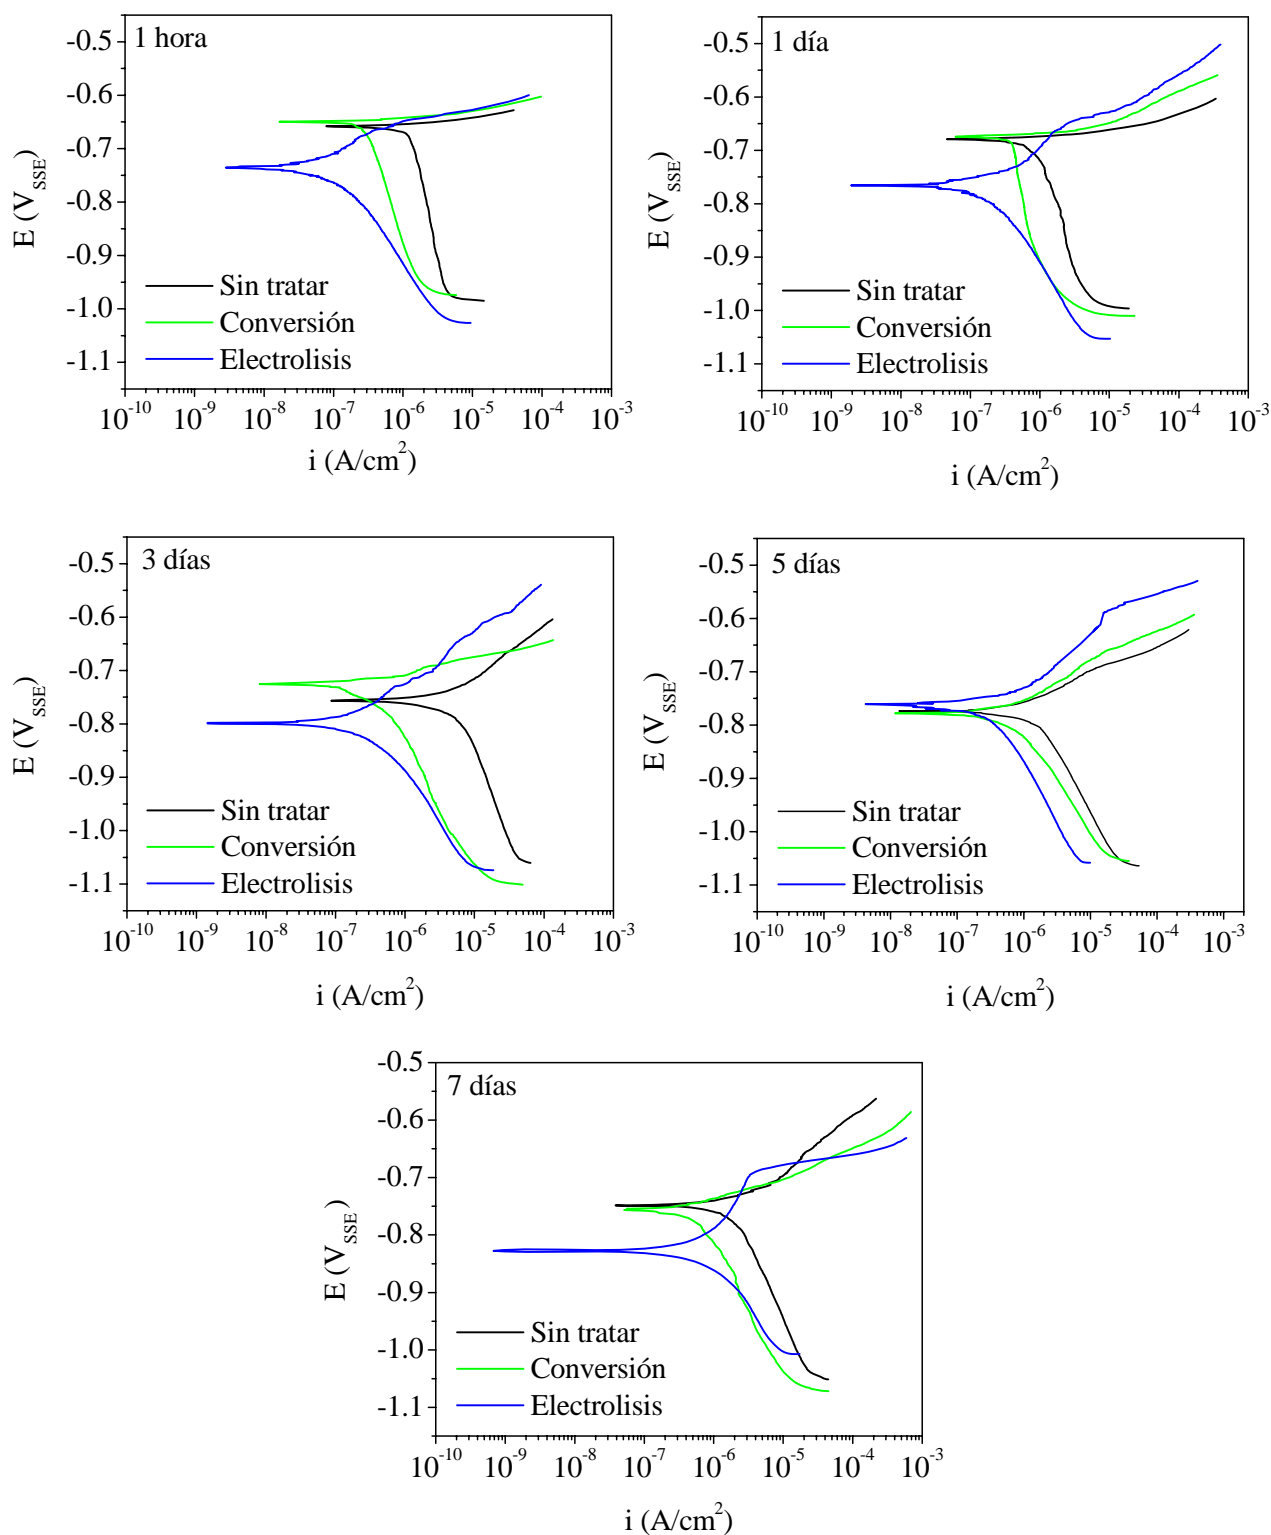 1 hora
-0.5
-0.6
-0.7
-0.8
-0.9
-1.0
-1.1
E (V_SSE)
Sin tratar
Conversión
Electrolisis
10^-10 10^-9 10^-8 10^-7 10^-6 10^-5 10^-4 10^-3
i (A/cm^2)
1 día
-0.5
-0.6
-0.7
-0.8
-0.9
-1.0
-1.1
E (V_SSE)
Sin tratar
Conversión
Electrolisis
10^-10 10^-9 10^-8 10^-7 10^-6 10^-5 10^-4 10^-3
i (A/cm^2)
3 días
-0.5
-0.6
-0.7
-0.8
-0.9
-1.0
-1.1
E (V_SSE)
Sin tratar
Conversión
Electrolisis
10^-10 10^-9 10^-8 10^-7 10^-6 10^-5 10^-4 10^-3
i (A/cm^2)
5 días
-0.5
-0.6
-0.7
-0.8
-0.9
-1.0
-1.1
E (V_SSE)
Sin tratar
Conversión
Electrolisis
10^-10 10^-9 10^-8 10^-7 10^-6 10^-5 10^-4 10^-3
i (A/cm^2)
7 días
-0.5
-0.6
-0.7
-0.8
-0.9
-1.0
-1.1
E (V_SSE)
Sin tratar
Conversión
Electrolisis
10^-10 10^-9 10^-8 10^-7 10^-6 10^-5 10^-4 10^-3
i (A/cm^2)